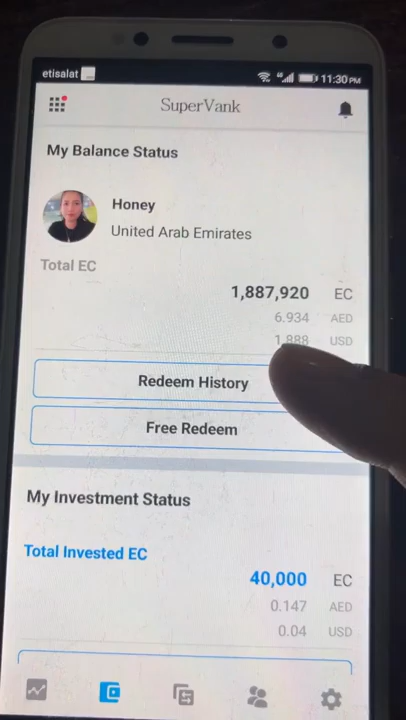 etisalat
4G
11:30PM
SuperVank
My Balance Status
Honey
United Arab Emirates
Total EC
1,887,920 EC
6.934 AED
1.888 USD
Redeem History
Free Redeem
My Investment Status
Total Invested EC
40,000 EC
0.147 AED
0.04 USD